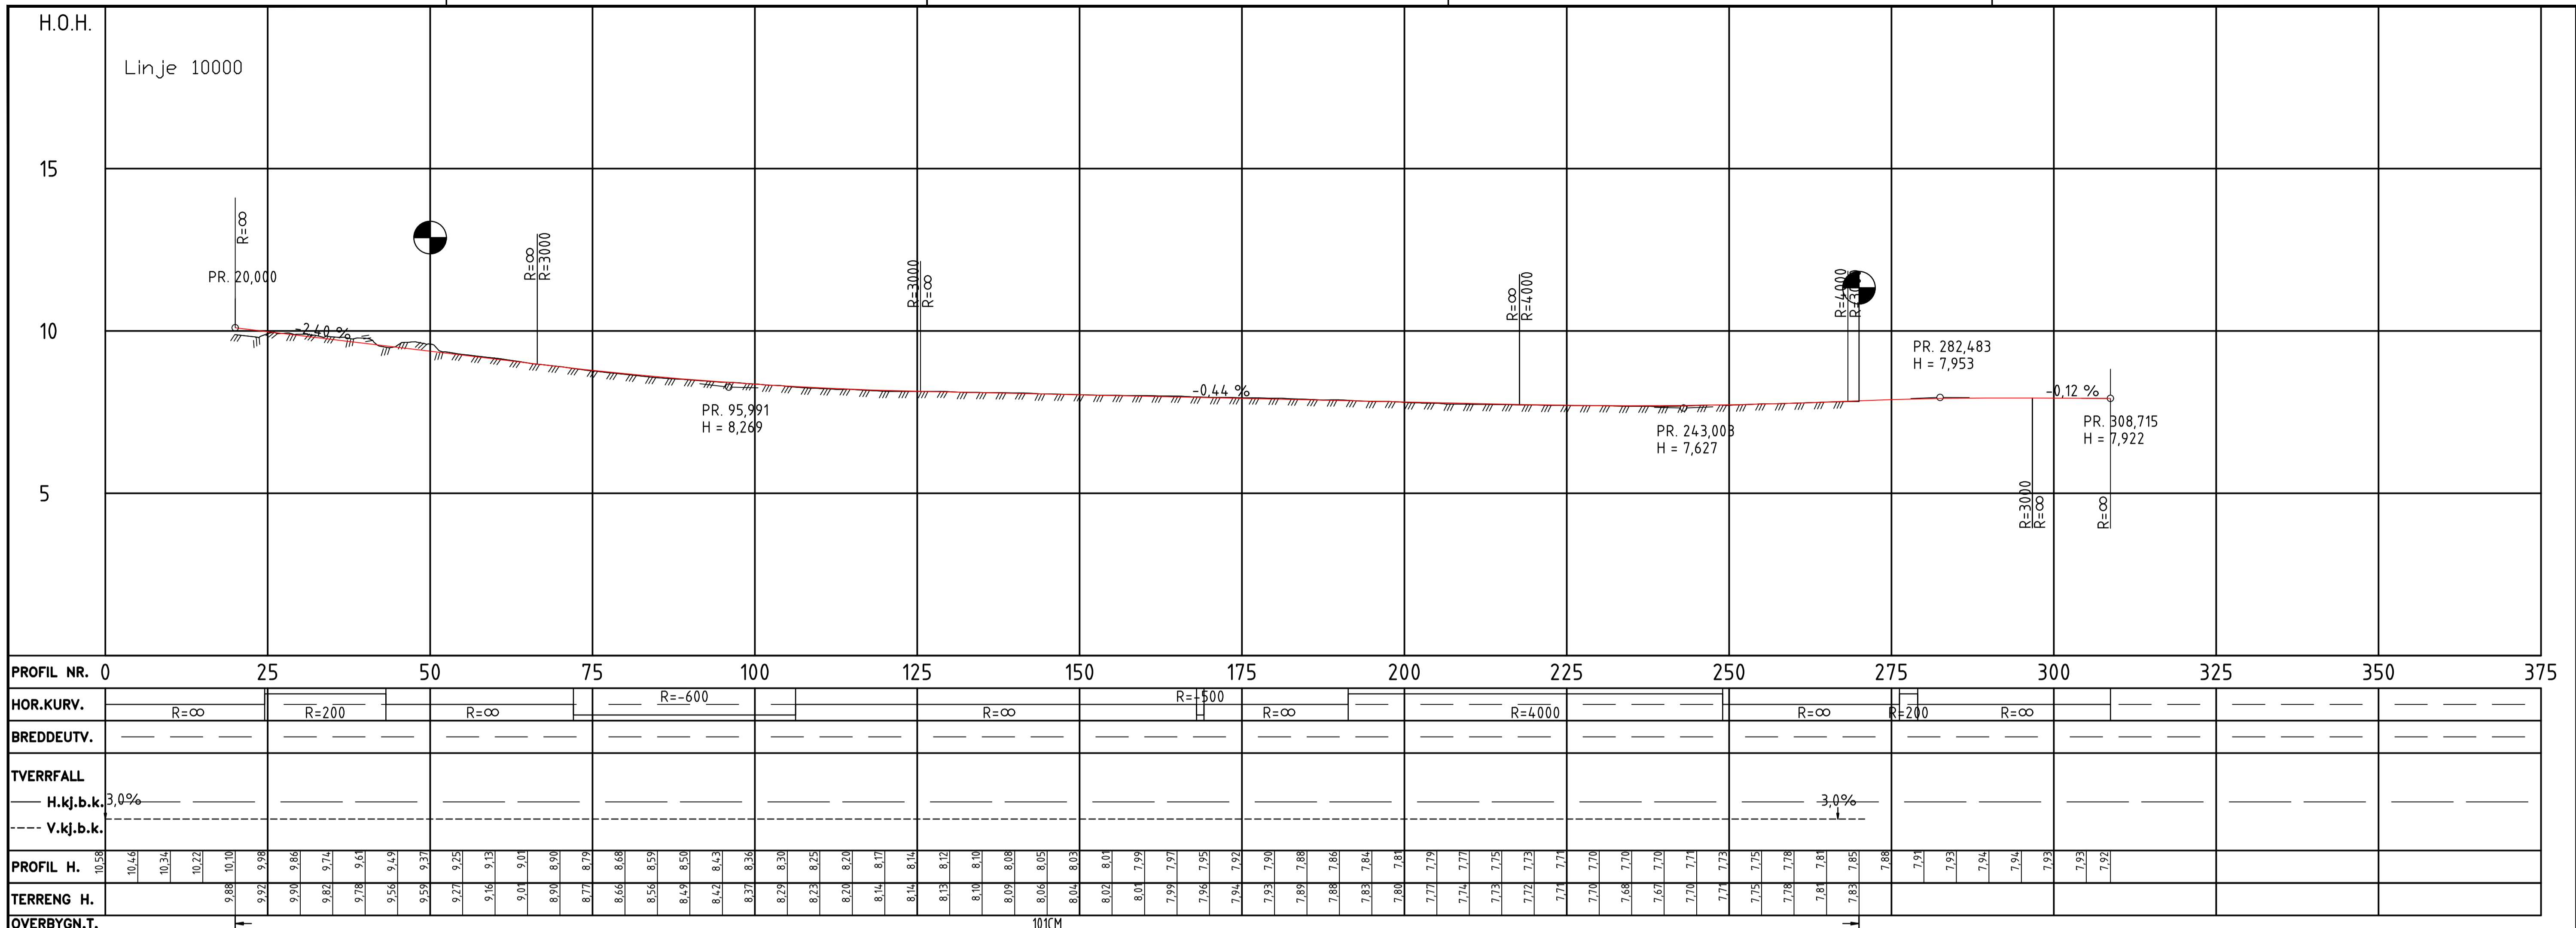 H.O.H.
Linje 10000
15
10
5
R=∞
PR. 20,000
-2,40 %
R=∞
R=3000
PR. 95,991
H = 8,269
R=3000
R=∞
-0,44 %
R=∞
R=4000
PR. 243,003
H = 7,627
R=4000
PR. 282,483
H = 7,953
R=3000
R=∞
-0,12 %
PR. 308,715
H = 7,922
R=∞
PROFIL NR. 0 25 50 75 100 125 150 175 200 225 250 275 300 325 350 375
HOR.KURV. R=∞ R=200 R=∞ R=-600 R=∞ R=-500 R=∞ R=4000 R=∞ R=200 R=∞
BREDDEUTV.
TVERRFALL
H.kj.b.k. 3,0% 3,0%
V.kj.b.k.
PROFIL H. 10,58 10,46 10,34 10,22 10,10 9,98 9,86 9,74 9,61 9,49 9,37 9,25 9,13 9,01 8,90 8,79 8,68 8,59 8,50 8,43 8,36 8,30 8,25 8,20 8,17 8,14 8,12 8,10 8,08 8,05 8,03 8,01 7,99 7,97 7,95 7,92 7,90 7,88 7,86 7,84 7,81 7,79 7,77 7,75 7,73 7,71 7,70 7,70 7,70 7,71 7,73 7,75 7,78 7,81 7,85 7,88 7,91 7,93 7,94 7,94 7,93 7,93 7,92
TERRENG H. 9,88 9,92 9,90 9,82 9,78 9,56 9,59 9,27 9,16 9,01 8,90 8,77 8,66 8,56 8,49 8,42 8,37 8,29 8,23 8,20 8,14 8,14 8,13 8,10 8,09 8,06 8,04 8,02 8,01 7,99 7,96 7,94 7,93 7,89 7,88 7,83 7,80 7,77 7,74 7,73 7,72 7,71 7,70 7,68 7,67 7,70 7,71 7,75 7,78 7,81 7,83
OVERBYGN.T. 101CM